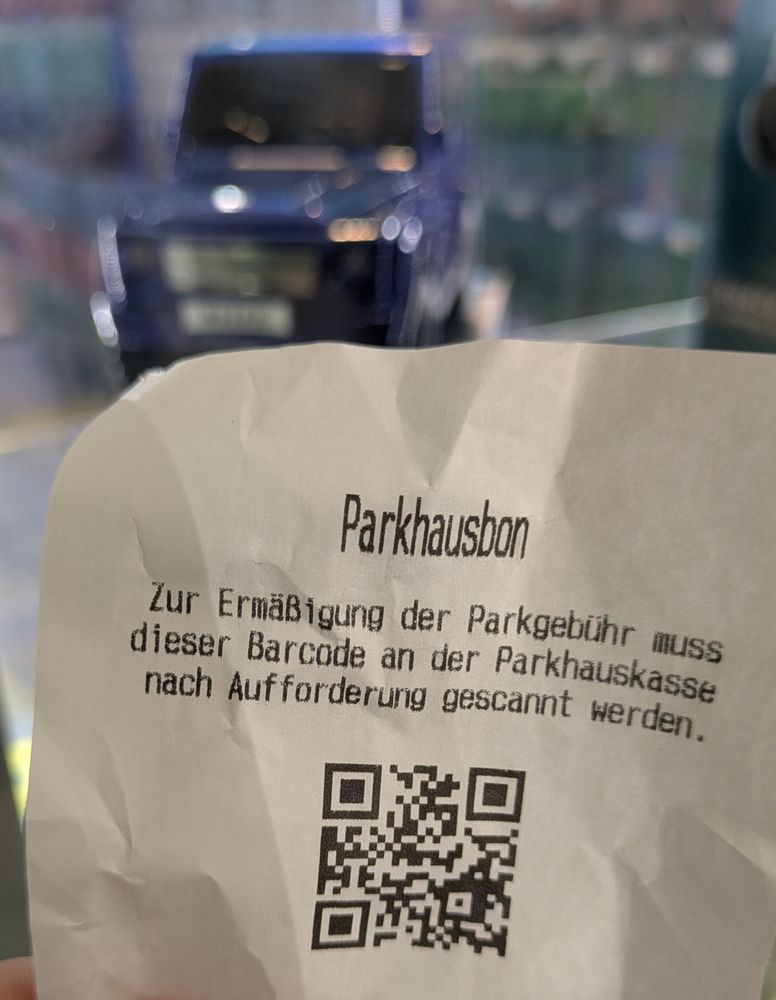 Parkhausbon
Zur Ermäßigung der Parkgebühr muss
dieser Barcode an der Parkhauskasse
nach Aufforderung gescannt werden.